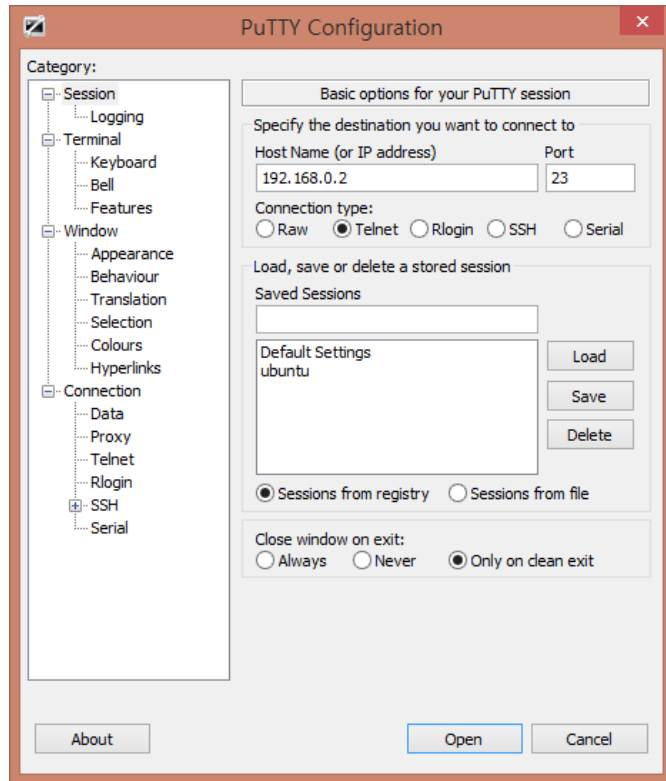 PuTTY Configuration
×
Category:
Session
Logging
Terminal
Keyboard
Bell
Features
Window
Appearance
Behaviour
Translation
Selection
Colours
Hyperlinks
Connection
Data
Proxy
Telnet
Rlogin
SSH
Serial
Basic options for your PuTTY session
Specify the destination you want to connect to
Host Name (or IP address) Port
192.168.0.2 23
Connection type:
Raw Telnet Rlogin SSH Serial
Load, save or delete a stored session
Saved Sessions
Default Settings
ubuntu
Load
Save
Delete
Sessions from registry Sessions from file
Close window on exit:
Always Never Only on clean exit
About Open Cancel